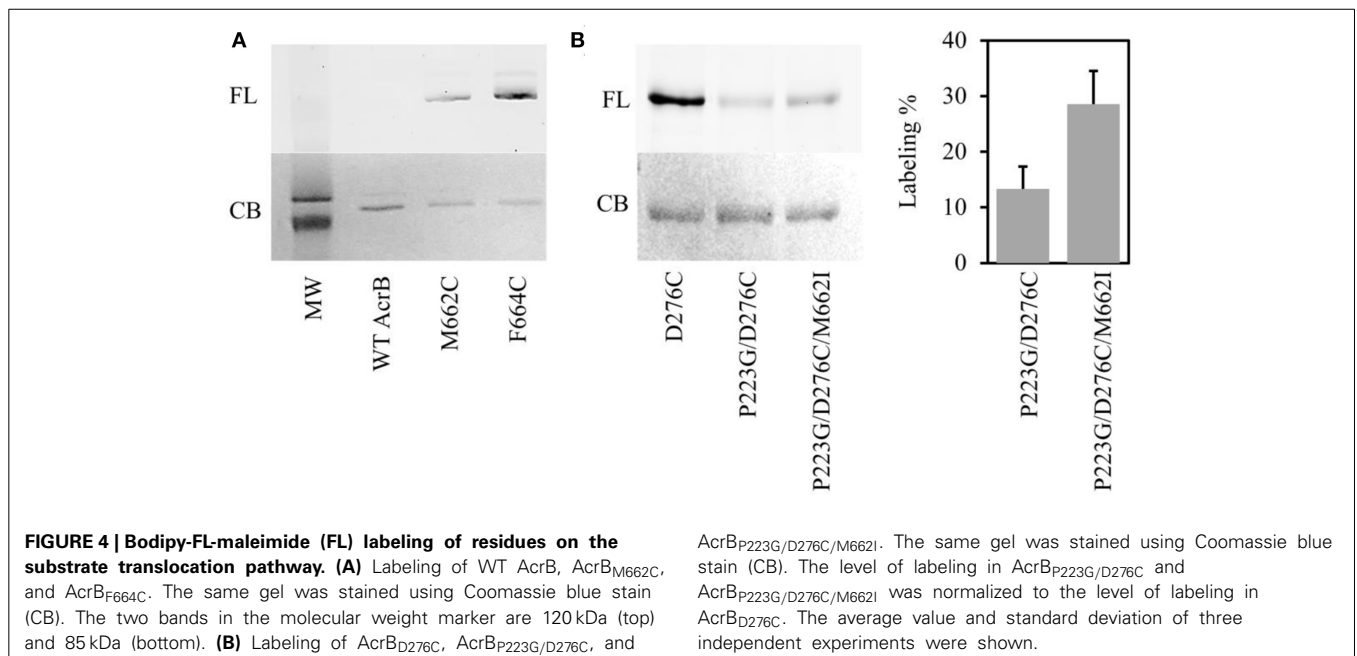 A
FL
CB
MW
WT AcrB
M662C
F664C
B
FL
CB
D276C
P223G/D276C
P223G/D276C/M662I
40
30
20
10
0
Labeling %
P223G/D276C
P223G/D276C/M662I
FIGURE 4 | Bodipy-FL-maleimide (FL) labeling of residues on the
substrate translocation pathway. (A) Labeling of WT AcrB, AcrBM662C,
and AcrBF664C. The same gel was stained using Coomassie blue stain
(CB). The two bands in the molecular weight marker are 120 kDa (top)
and 85 kDa (bottom). (B) Labeling of AcrBD276C, AcrBP223G/D276C, and
AcrBP223G/D276C/M662I. The same gel was stained using Coomassie blue
stain (CB). The level of labeling in AcrBP223G/D276C and
AcrBP223G/D276C/M662I was normalized to the level of labeling in
AcrBD276C. The average value and standard deviation of three
independent experiments were shown.